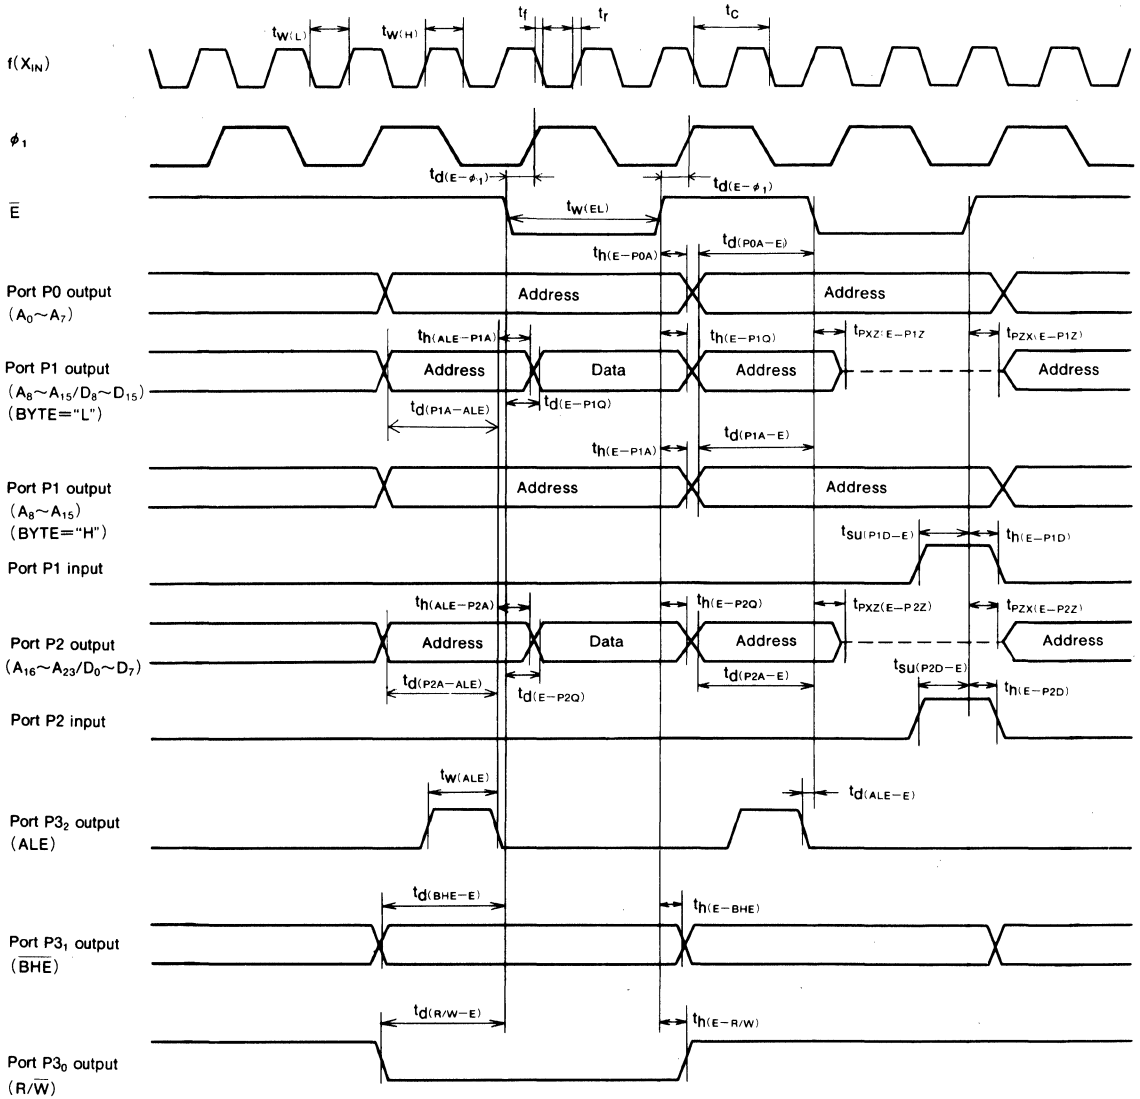 tf tr tC
tW(L) tW(H)
f(XIN)
ϕ1
td(E−ϕ1) td(E−ϕ1)
E̅ tW(EL)
th(E−P0A) td(P0A−E)
Port P0 output Address Address
(A0∼A7)
th(ALE−P1A) th(E−P1Q) tPXZ(E−P1Z tPZX(E−P1Z)
Port P1 output Address Data Address Address
(A8∼A15/D8∼D15)
(BYTE="L") td(P1A−ALE) td(E−P1Q)
th(E−P1A) td(P1A−E)
Port P1 output Address Address
(A8∼A15)
(BYTE="H")
tSU(P1D−E) th(E−P1D)
Port P1 input
th(ALE−P2A) th(E−P2Q) tPXZ(E−P2Z) tPZX(E−P2Z)
Port P2 output Address Data Address Address
(A16∼A23/D0∼D7)
td(P2A−ALE) td(E−P2Q) td(P2A−E) tSU(P2D−E) th(E−P2D)
Port P2 input
tW(ALE) td(ALE−E)
Port P32 output
(ALE)
td(BHE−E) th(E−BHE)
Port P31 output
(B̅H̅E̅)
td(R/W−E) th(E−R/W)
Port P30 output
(R/W̅)